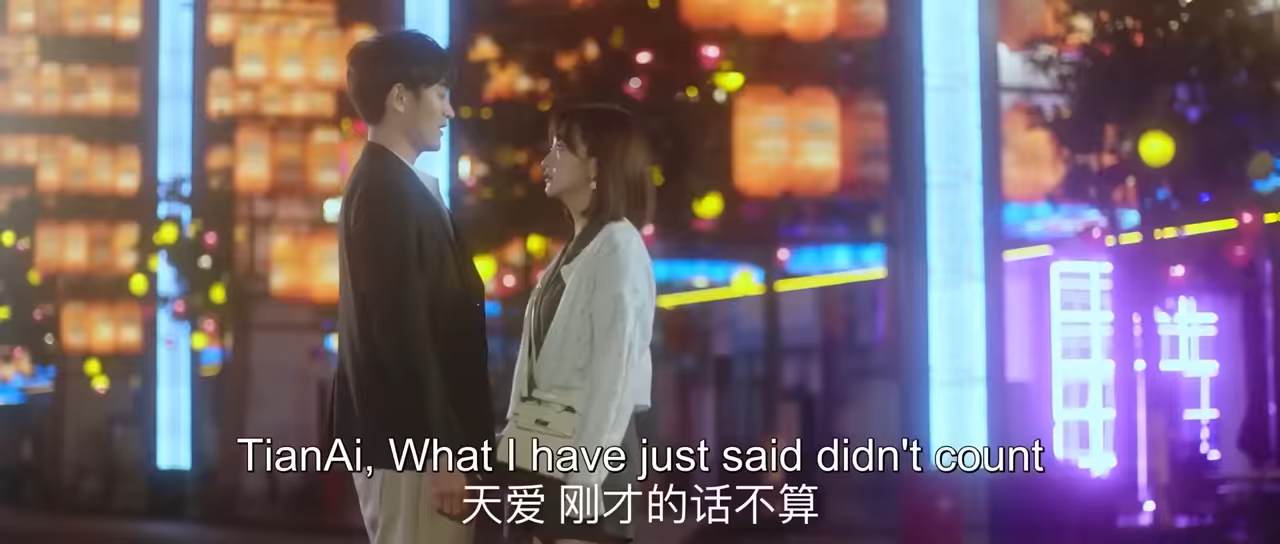 TianAi, What I have just said didn't count
天爱 刚才的话不算